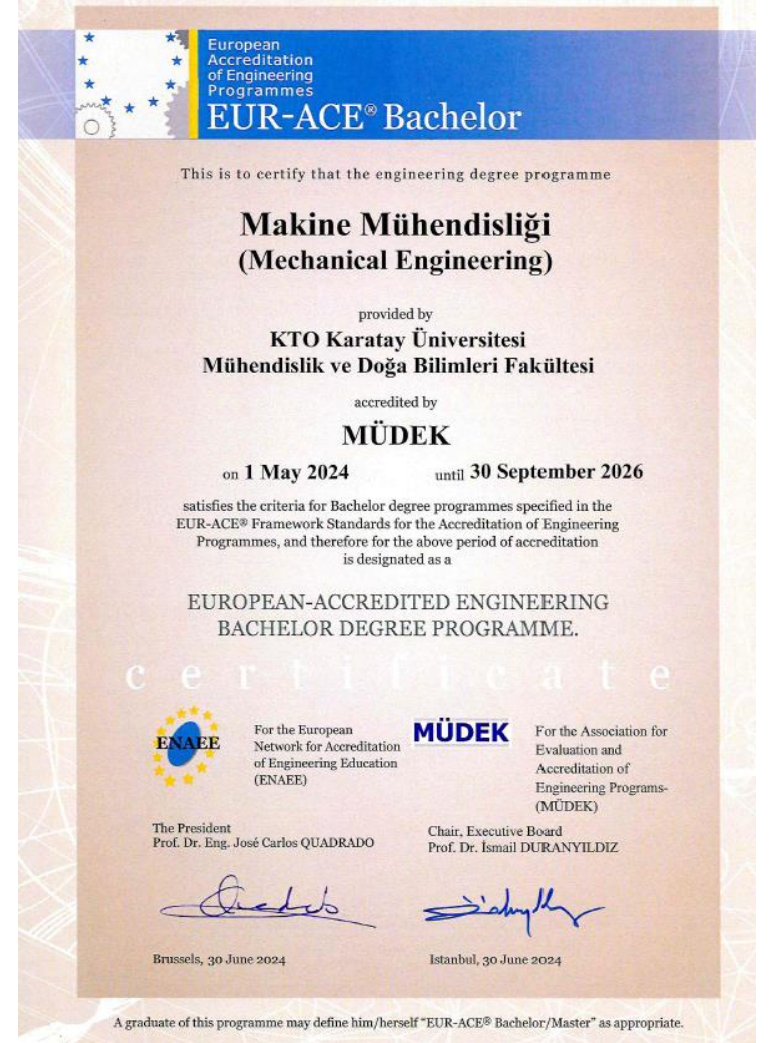 European
Accreditation
of Engineering
Programmes
EUR-ACE® Bachelor
This is to certify that the engineering degree programme
Makine Mühendisliği
(Mechanical Engineering)
provided by
KTO Karatay Üniversitesi
Mühendislik ve Doğa Bilimleri Fakültesi
accredited by
MÜDEK
on 1 May 2024 until 30 September 2026
satisfies the criteria for Bachelor degree programmes specified in the
EUR-ACE® Framework Standards for the Accreditation of Engineering
Programmes, and therefore for the above period of accreditation
is designated as a
EUROPEAN-ACCREDITED ENGINEERING
BACHELOR DEGREE PROGRAMME.
certificate
ENAEE
For the European
Network for Accreditation
of Engineering Education
(ENAEE)
MÜDEK
For the Association for
Evaluation and
Accreditation of
Engineering Programs-
(MÜDEK)
The President
Prof. Dr. Eng. José Carlos QUADRADO
Chair, Executive Board
Prof. Dr. İsmail DURANYILDIZ
Brussels, 30 June 2024
Istanbul, 30 June 2024
A graduate of this programme may define him/herself "EUR-ACE® Bachelor/Master" as appropriate.